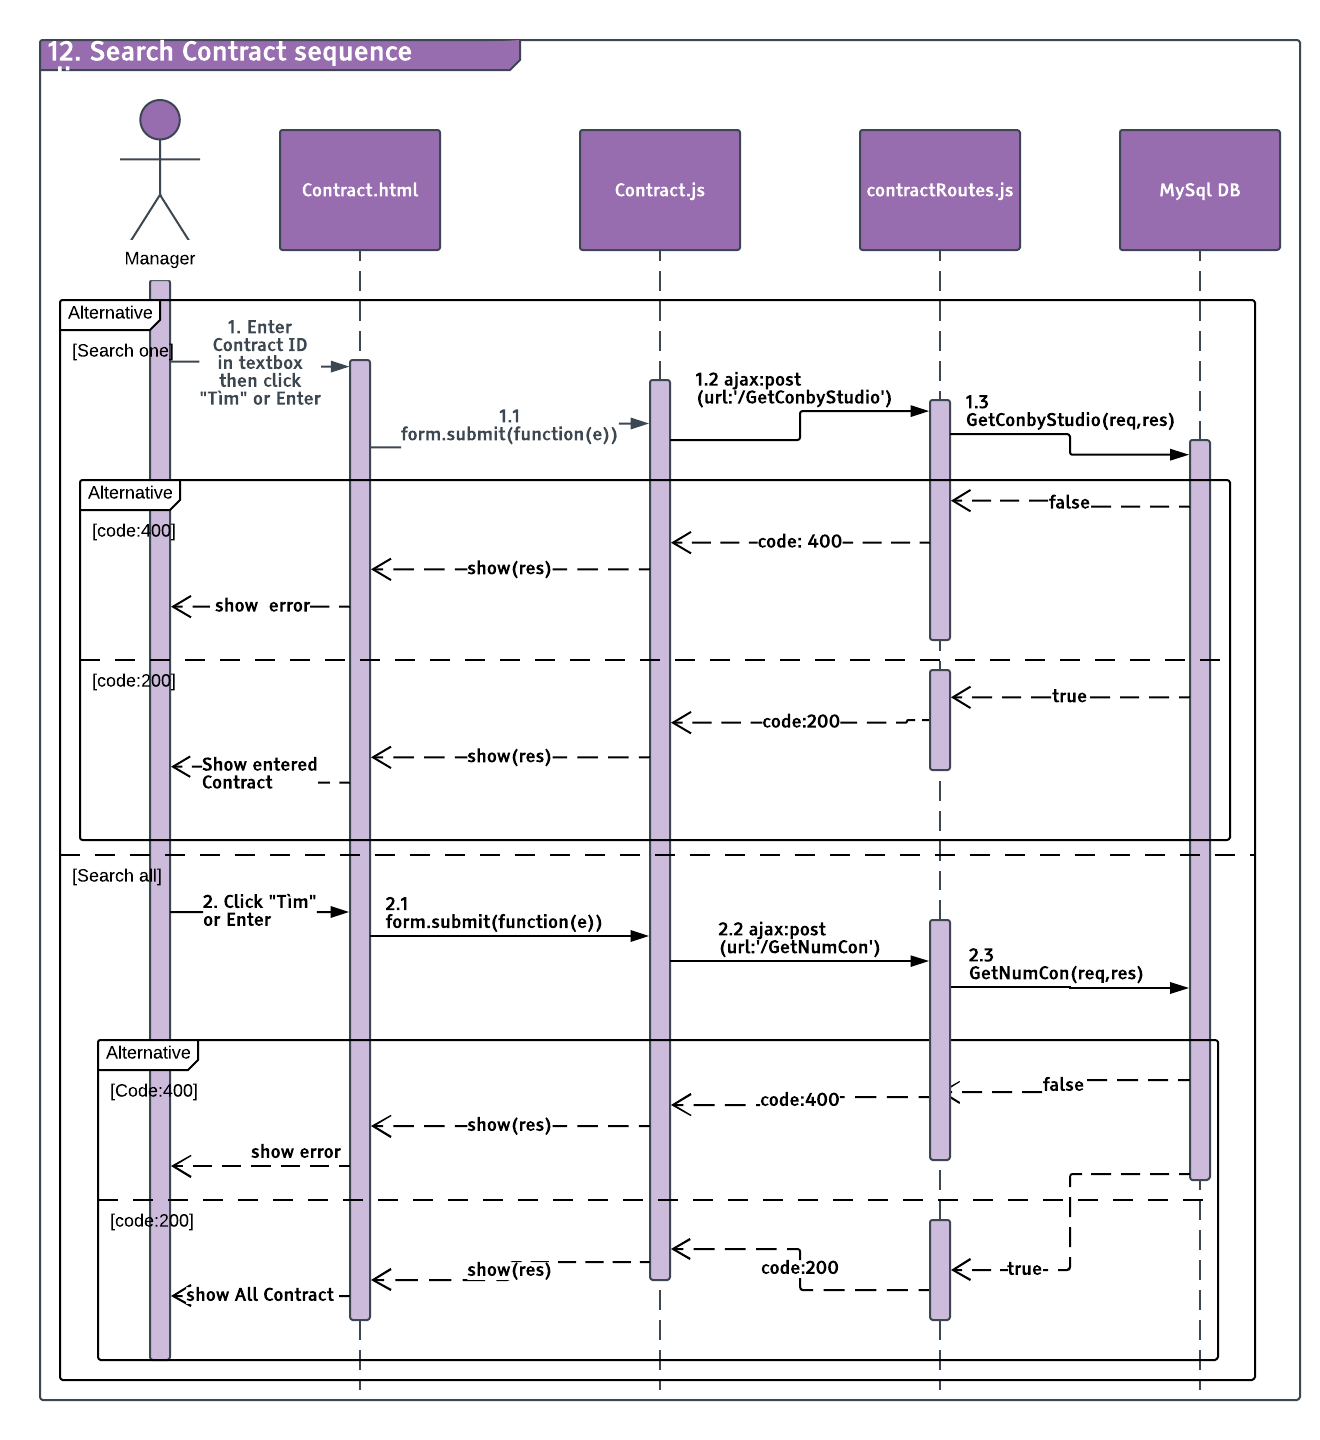 12. Search Contract sequence
Manager
Contract.html
Contract.js
contractRoutes.js
MySql DB
Alternative
[Search one]
1. Enter
Contract ID
in textbox
then click
"Tìm" or Enter
1.1
form.submit(function(e))
1.2 ajax:post
(url:'/GetConbyStudio')
1.3
GetConbyStudio(req,res)
Alternative
[code:400]
false
code: 400
show(res)
show  error
[code:200]
true
code:200
show(res)
Show entered
Contract
[Search all]
2. Click "Tìm"
or Enter
2.1
form.submit(function(e))
2.2 ajax:post
(url:'/GetNumCon')
2.3
GetNumCon(req,res)
Alternative
[Code:400]
false
code:400
show(res)
show error
[code:200]
true
code:200
show(res)
show All Contract